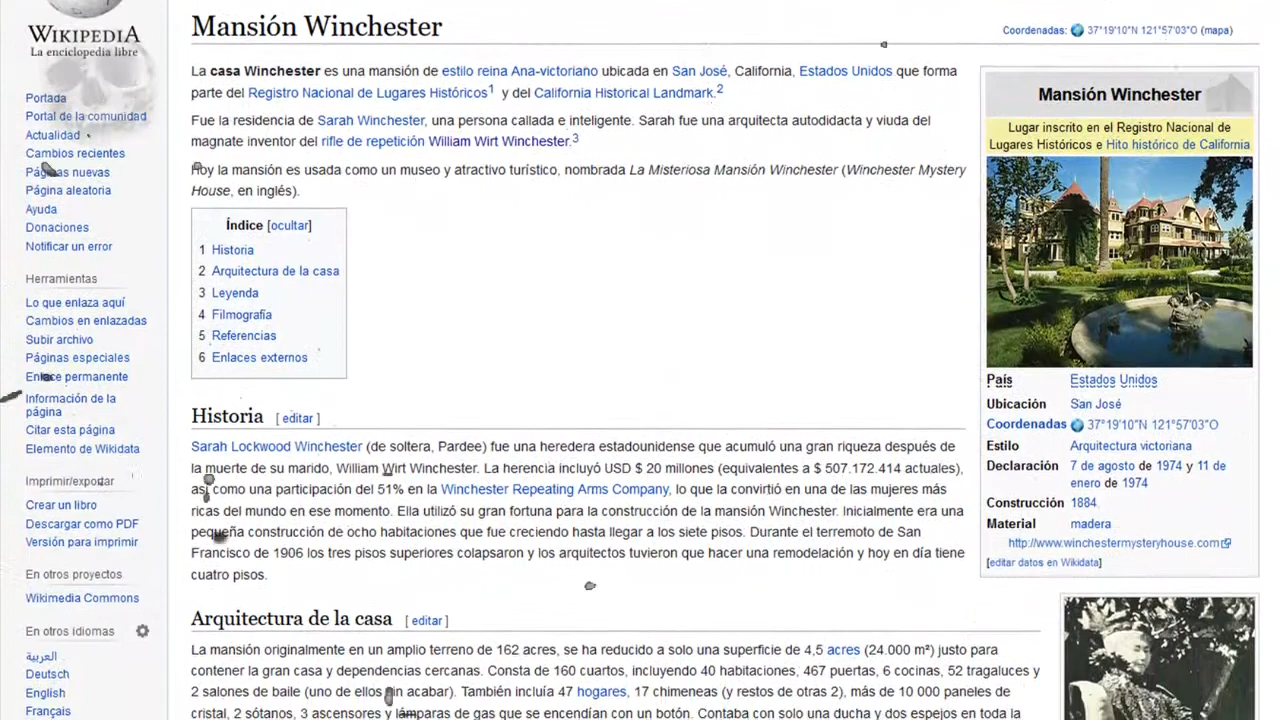 WIKIPEDIA
La enciclopedia libre
Portada
Portal de la comunidad
Actualidad
Cambios recientes
Páginas nuevas
Página aleatoria
Ayuda
Donaciones
Notificar un error
Herramientas
Lo que enlaza aquí
Cambios en enlazadas
Subir archivo
Páginas especiales
Enlace permanente
Información de la
página
Citar esta página
Elemento de Wikidata
Imprimir/exportar
Crear un libro
Descargar como PDF
Versión para imprimir
En otros proyectos
Wikimedia Commons
En otros idiomas
العربية
Deutsch
English
Français
Mansión Winchester
Coordenadas: 37°19′10″N 121°57′03″O (mapa)
La casa Winchester es una mansión de estilo reina Ana-victoriano ubicada en San José, California, Estados Unidos que forma
parte del Registro Nacional de Lugares Históricos1 y del California Historical Landmark.2
Fue la residencia de Sarah Winchester, una persona callada e inteligente. Sarah fue una arquitecta autodidacta y viuda del
magnate inventor del rifle de repetición William Wirt Winchester.3
Hoy la mansión es usada como un museo y atractivo turístico, nombrada La Misteriosa Mansión Winchester (Winchester Mystery
House, en inglés).
Índice [ocultar]
1 Historia
2 Arquitectura de la casa
3 Leyenda
4 Filmografía
5 Referencias
6 Enlaces externos
Historia [ editar ]
Sarah Lockwood Winchester (de soltera, Pardee) fue una heredera estadounidense que acumuló una gran riqueza después de
la muerte de su marido, William Wirt Winchester. La herencia incluyó USD $ 20 millones (equivalentes a $ 507.172.414 actuales),
así como una participación del 51% en la Winchester Repeating Arms Company, lo que la convirtió en una de las mujeres más
ricas del mundo en ese momento. Ella utilizó su gran fortuna para la construcción de la mansión Winchester. Inicialmente era una
pequeña construcción de ocho habitaciones que fue creciendo hasta llegar a los siete pisos. Durante el terremoto de San
Francisco de 1906 los tres pisos superiores colapsaron y los arquitectos tuvieron que hacer una remodelación y hoy en día tiene
cuatro pisos.
Arquitectura de la casa [ editar ]
La mansión originalmente en un amplio terreno de 162 acres, se ha reducido a solo una superficie de 4,5 acres (24.000 m²) justo para
contener la gran casa y dependencias cercanas. Consta de 160 cuartos, incluyendo 40 habitaciones, 467 puertas, 6 cocinas, 52 tragaluces y
2 salones de baile (uno de ellos sin acabar). También incluía 47 hogares, 17 chimeneas (y restos de otras 2), más de 10 000 paneles de
cristal, 2 sótanos, 3 ascensores y lámparas de gas que se encendían con un botón. Contaba con solo una ducha y dos espejos en toda la
Mansión Winchester
Lugar inscrito en el Registro Nacional de
Lugares Históricos e Hito histórico de California
País Estados Unidos
Ubicación San José
Coordenadas 37°19′10″N 121°57′03″O
Estilo Arquitectura victoriana
Declaración 7 de agosto de 1974 y 11 de
enero de 1974
Construcción 1884
Material madera
http://www.winchestermysteryhouse.com
[editar datos en Wikidata]